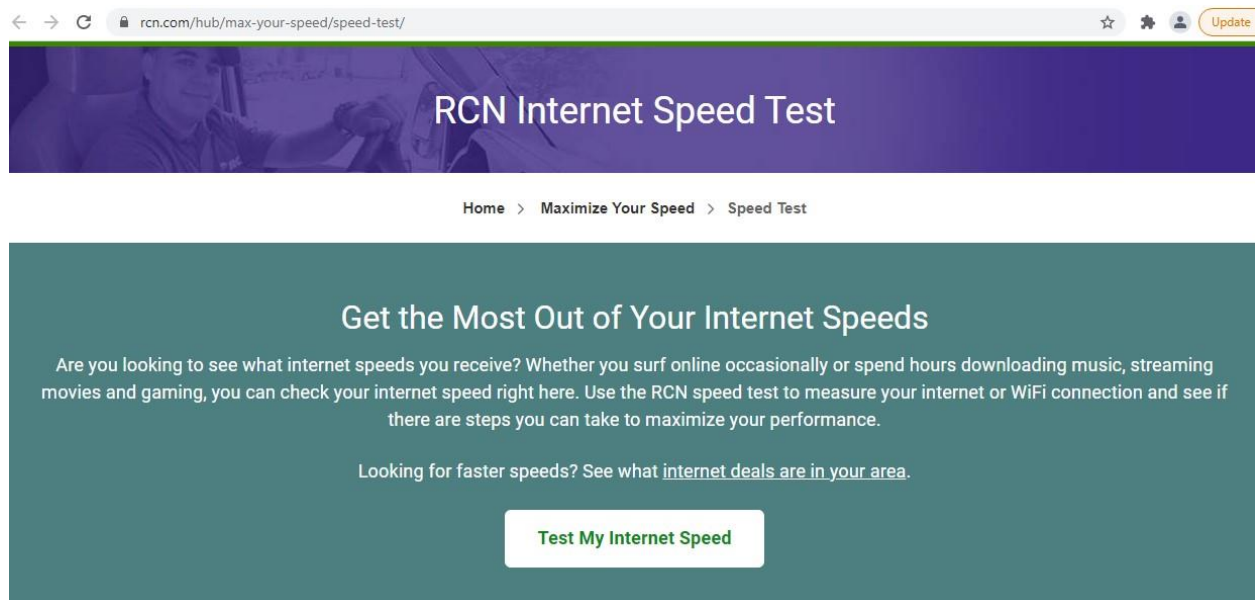 rcn.com/hub/max-your-speed/speed-test/
Update
RCN Internet Speed Test
Home > Maximize Your Speed > Speed Test
Get the Most Out of Your Internet Speeds
Are you looking to see what internet speeds you receive? Whether you surf online occasionally or spend hours downloading music, streaming
movies and gaming, you can check your internet speed right here. Use the RCN speed test to measure your internet or WiFi connection and see if
there are steps you can take to maximize your performance.
Looking for faster speeds? See what internet deals are in your area.
Test My Internet Speed